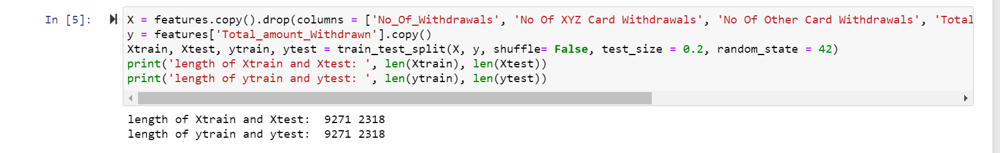 In [5]:
X = features.copy().drop(columns = ['No_Of_Withdrawals', 'No Of XYZ Card Withdrawals', 'No Of Other Card Withdrawals', 'Total
y = features['Total_amount_Withdrawn'].copy()
Xtrain, Xtest, ytrain, ytest = train_test_split(X, y, shuffle= False, test_size = 0.2, random_state = 42)
print('length of Xtrain and Xtest: ', len(Xtrain), len(Xtest))
print('length of ytrain and ytest: ', len(ytrain), len(ytest))
length of Xtrain and Xtest:  9271 2318
length of ytrain and ytest:  9271 2318